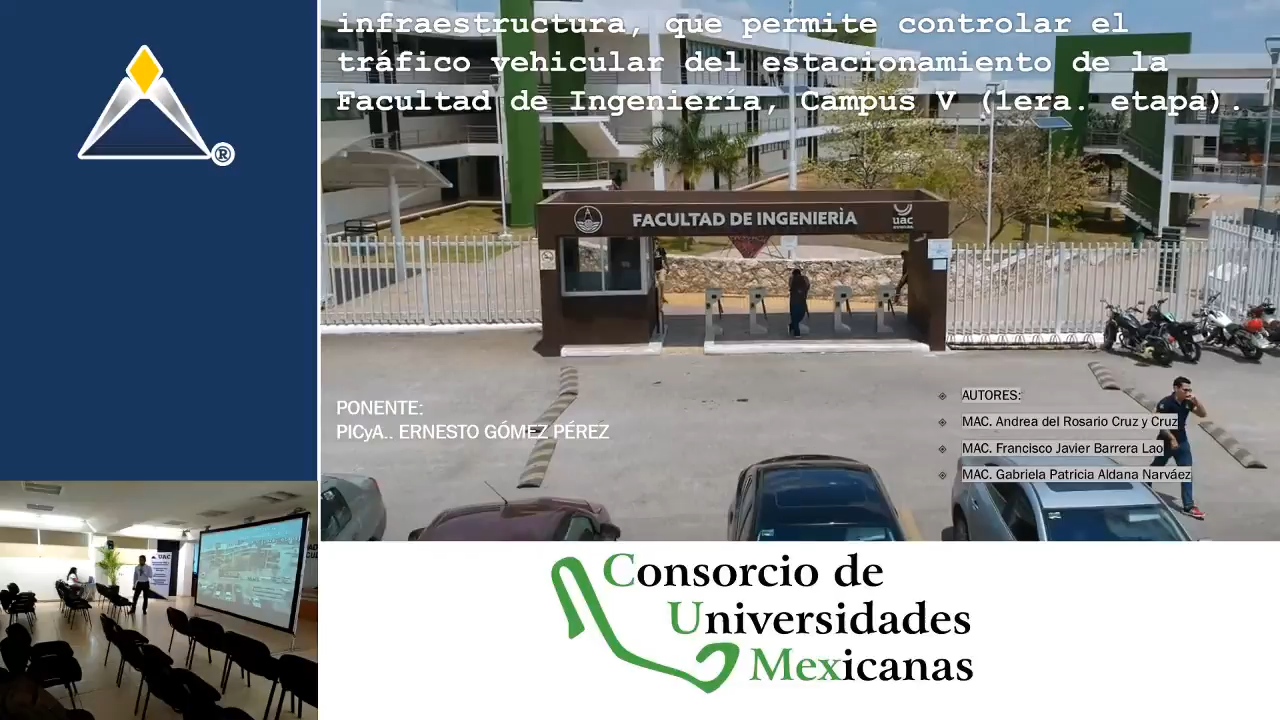 infraestructura, que permite controlar el
tráfico vehicular del estacionamiento de la
Facultad de Ingeniería, Campus V (1era. etapa).
®
FACULTAD DE INGENIERÌA
uac
PONENTE:
PICyA.. ERNESTO GÓMEZ PÉREZ
AUTORES:
MAC. Andrea del Rosario Cruz y Cruz
MAC. Francisco Javier Barrera Lao
MAC. Gabriela Patricia Aldana Narváez
UAC
Consorcio de
Universidades
Mexicanas